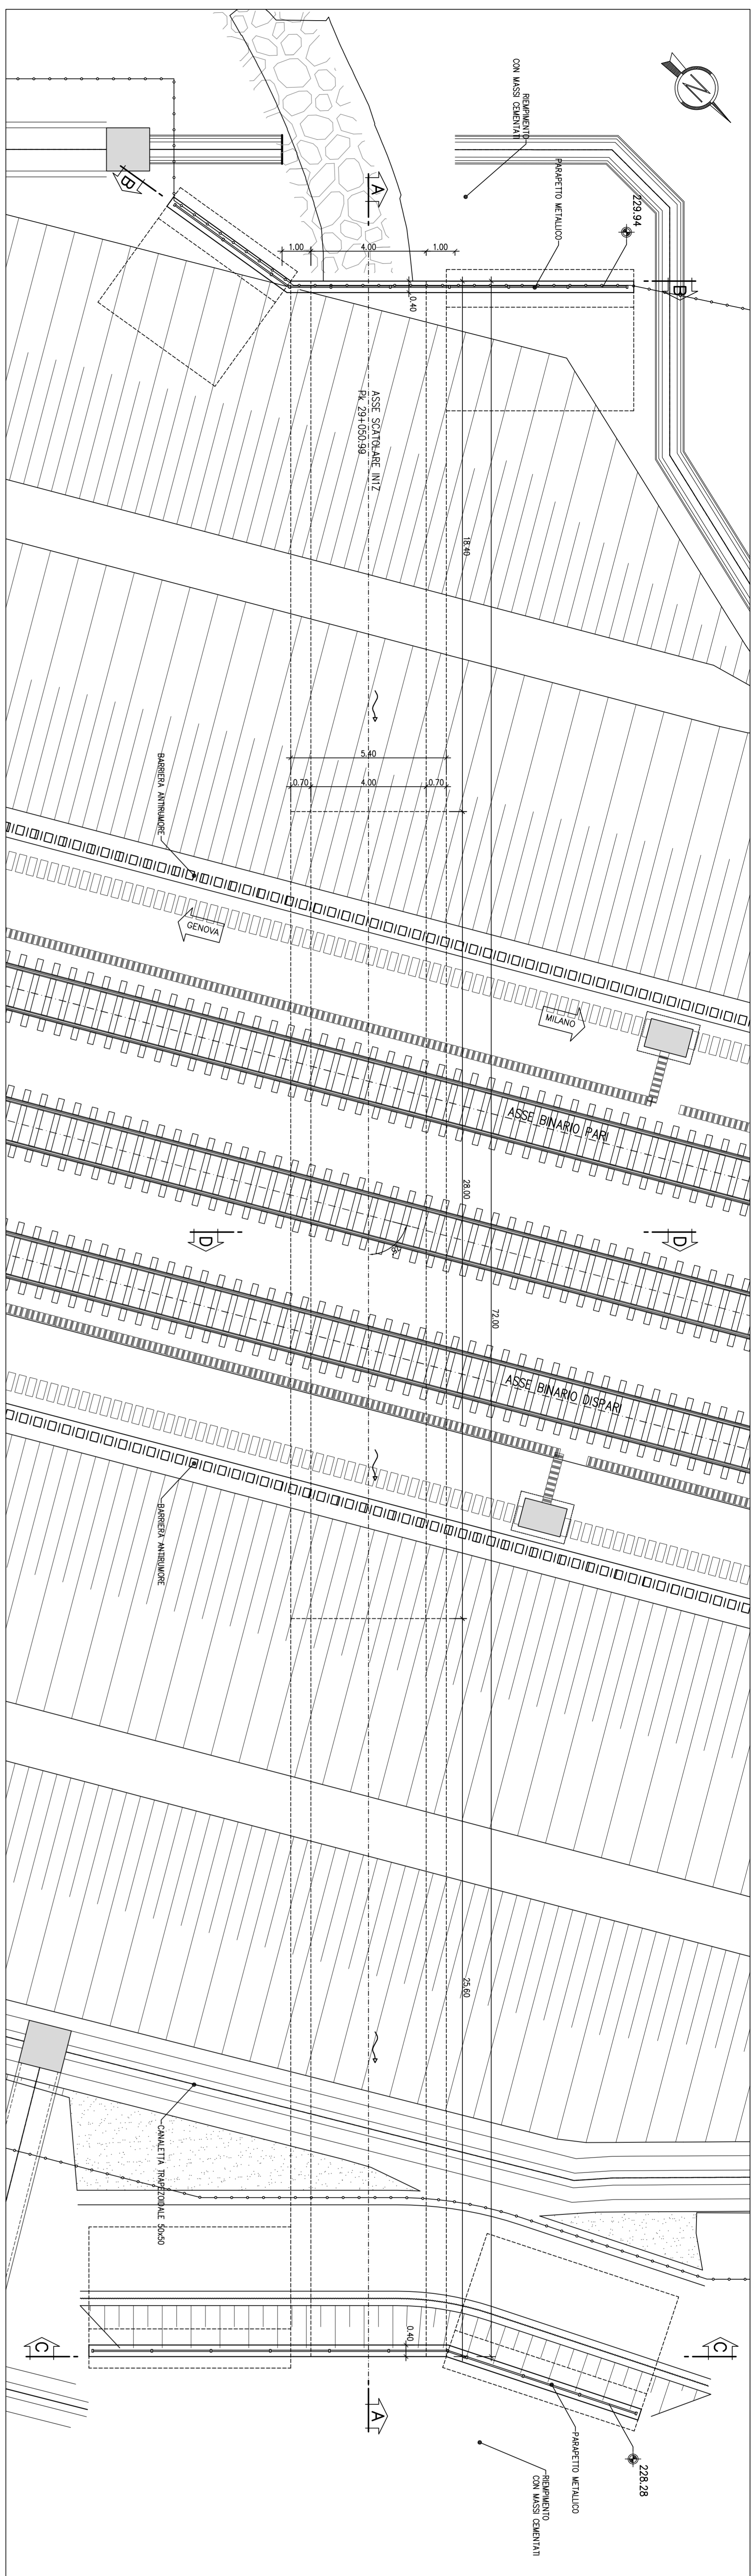 N
RIEMPIMENTO
CON MASSI CEMENTATI
PARAPETTO METALLICO
229.94
A
B
B
1.00
4.00
1.00
0.40
ASSE SCATOLARE IN1Z
Pk 29+050.99
18.40
5.40
0.70
4.00
0.70
BARRIERA ANTIRUMORE
GENOVA
MILANO
ASSE BINARIO PARI
28.00
D
D
72.00
ASSE BINARIO DISPARI
BARRIERA ANTIRUMORE
25.60
CANALETTA TRAPEZOIDALE 50x50
0.40
C
C
A
PARAPETTO METALLICO
228.28
RIEMPIMENTO
CON MASSI CEMENTATI